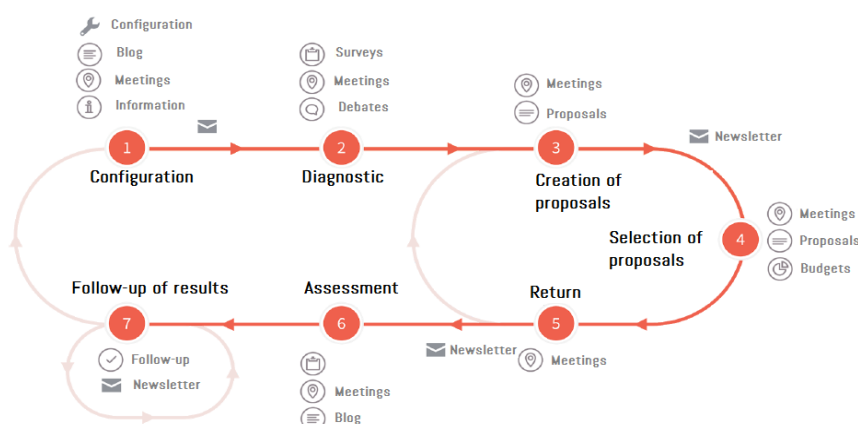 Configuration
Blog
Meetings
Information
1
Configuration
Surveys
Meetings
Debates
2
Diagnostic
Meetings
Proposals
3
Creation of
proposals
Newsletter
Selection of
proposals
4
Meetings
Proposals
Budgets
Return
5
Meetings
Newsletter
Assessment
6
Meetings
Blog
Follow-up of results
7
Follow-up
Newsletter